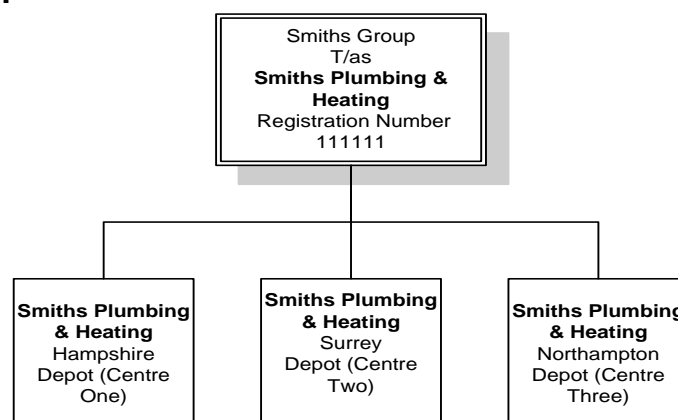 Smiths Group
T/as
Smiths Plumbing &
Heating
Registration Number
111111
Smiths Plumbing
& Heating
Hampshire
Depot (Centre
One)
Smiths Plumbing
& Heating
Surrey
Depot (Centre
Two)
Smiths Plumbing
& Heating
Northampton
Depot (Centre
Three)